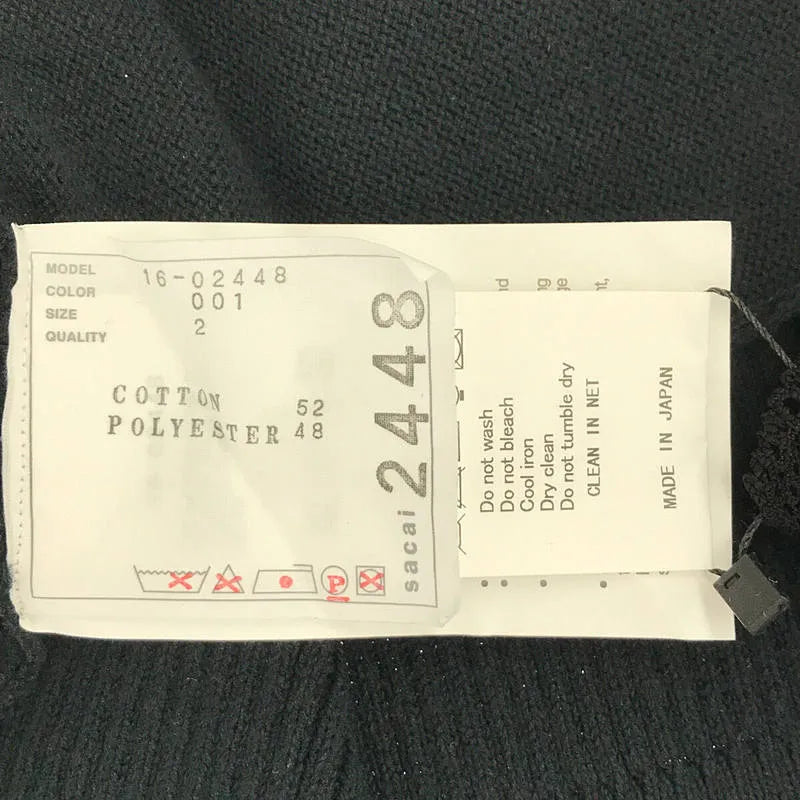 MODEL 16-02448
COLOR 001
SIZE 2
QUALITY
COTTON 52
POLYESTER 48
P
sacai 2448
Do not wash
Do not bleach
Cool iron
Dry clean
Do not tumble dry
CLEAN IN NET
MADE IN JAPAN